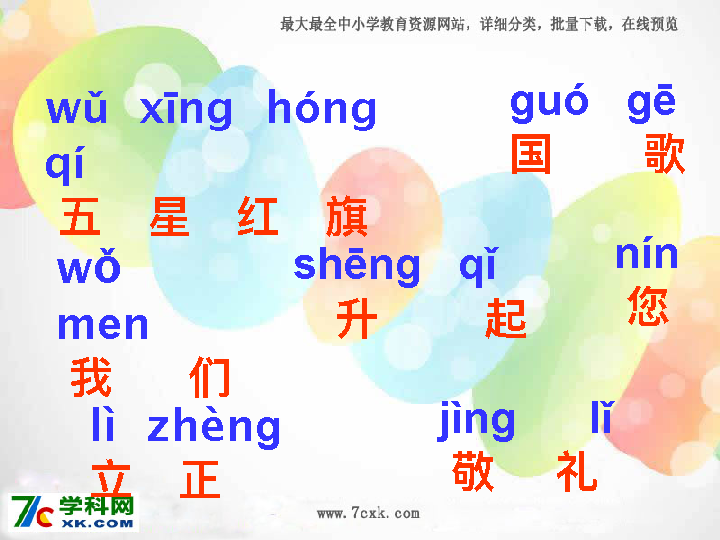 最大最全中小学教育资源网站，详细分类，批量下载，在线预览
wǔ xīng hóng
qí
五 星 红 旗
guó gē
国 歌
wǒ
men
我 们
shēng qǐ
升 起
nín
您
lì zhèng
立 正
jìng lǐ
敬 礼
7C 学科网
XK.COM
www.7cxk.com